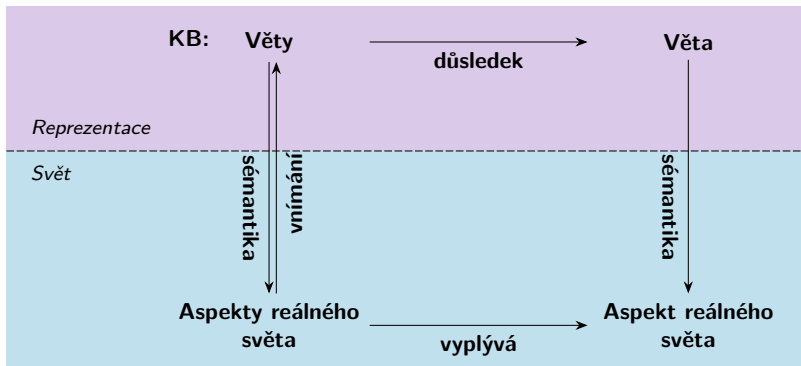 KB: Věty
Věta
důsledek
Reprezentace
Svět
sémantika
vnímání
sémantika
Aspekty reálného
světa
Aspekt reálného
světa
vyplývá